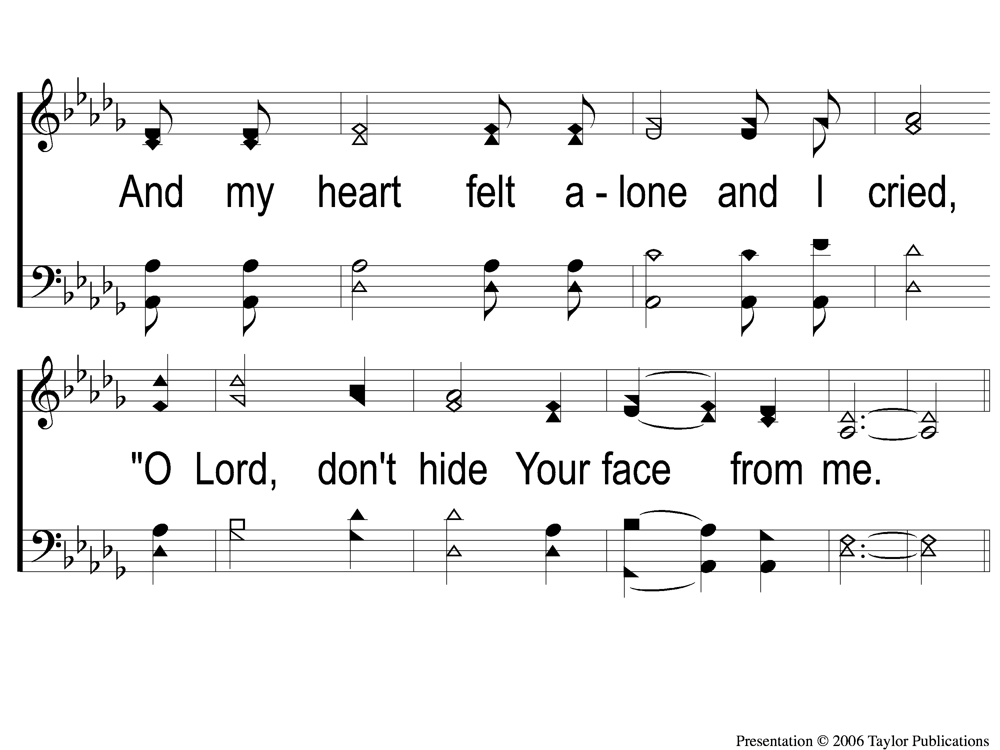 And my heart felt a - lone and I cried,
"O Lord, don't hide Your face from me.
Presentation © 2006 Taylor Publications